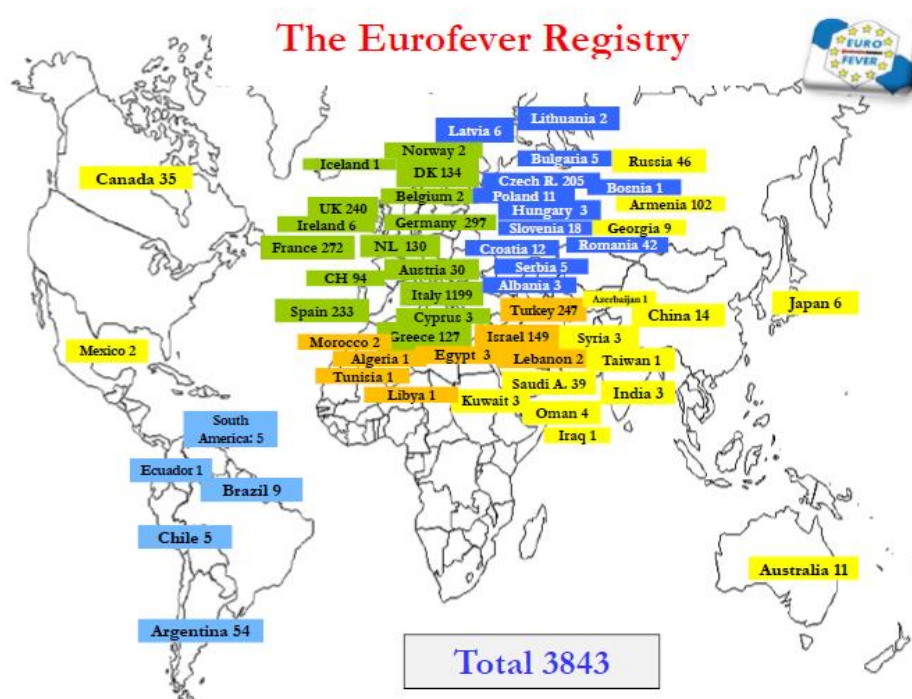 The Eurofever Registry
EURO
FEVER
Lithuania 2
Latvia 6
Norway 2
Iceland 1
DK 134
Bulgaria 5
Russia 46
Canada 35
Czech R. 205
Bosnia 1
Belgium 2
Poland 11
Armenia 102
UK 240
Hungary 3
Ireland 6
Germany 297
Slovenia 18
Georgia 9
France 272
NL 130
Croatia 12
Romania 42
CH 94
Austria 30
Serbia 5
Albania 3
Italy 1199
Azerbaijan 1
Japan 6
Spain 233
Cyprus 3
Turkey 247
China 14
Greece 127
Israel 149
Syria 3
Morocco 2
Mexico 2
Algeria 1
Egypt 3
Lebanon 2
Taiwan 1
Tunisia 1
Saudi A. 39
Libya 1
Kuwait 3
India 3
Oman 4
South
America: 5
Iraq 1
Ecuador 1
Brazil 9
Chile 5
Australia 11
Argentina 54
Total 3843